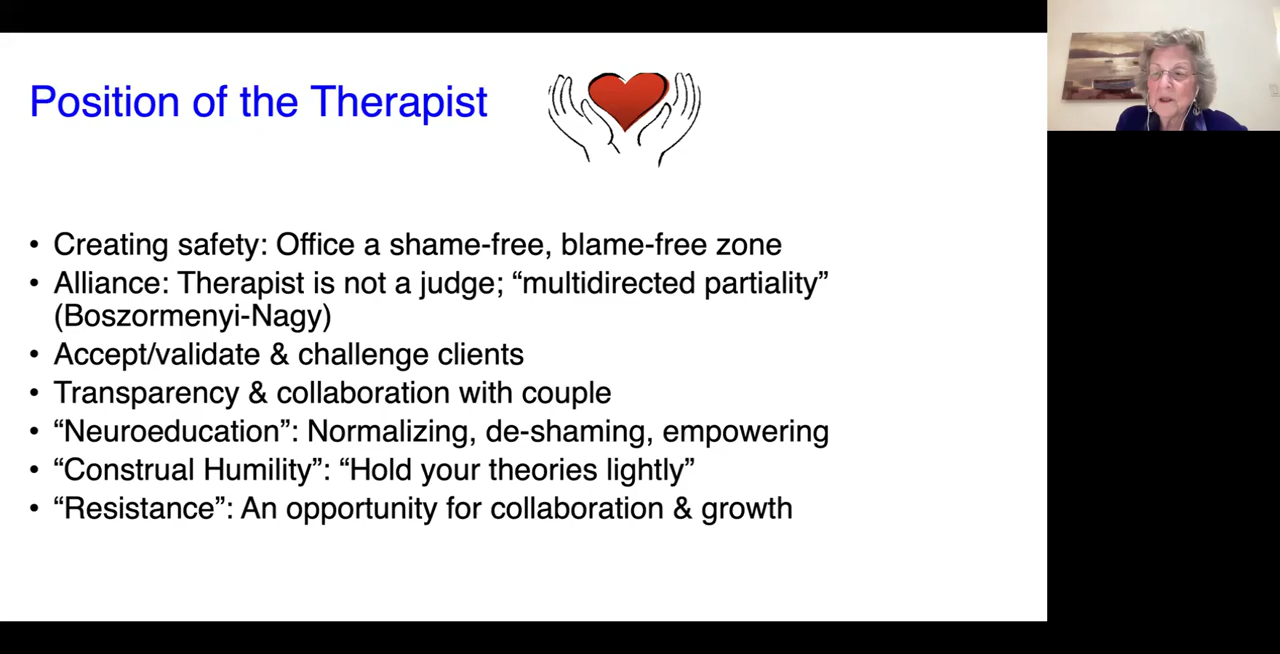 Position of the Therapist
• Creating safety: Office a shame-free, blame-free zone
• Alliance: Therapist is not a judge; “multidirected partiality”
(Boszormenyi-Nagy)
• Accept/validate & challenge clients
• Transparency & collaboration with couple
• “Neuroeducation”: Normalizing, de-shaming, empowering
• “Construal Humility”: “Hold your theories lightly”
• “Resistance”: An opportunity for collaboration & growth